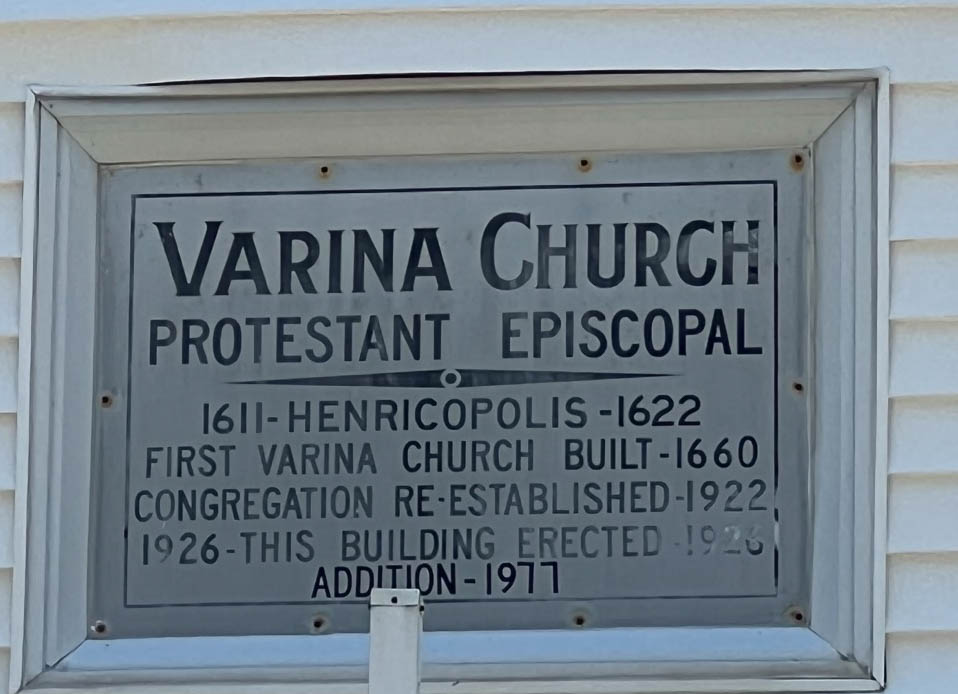 VARINA CHURCH
PROTESTANT EPISCOPAL
1611-HENRICOPOLIS-1622
FIRST VARINA CHURCH BUILT-1660
CONGREGATION RE-ESTABLISHED-1922
1926-THIS BUILDING ERECTED-1926
ADDITION-1977